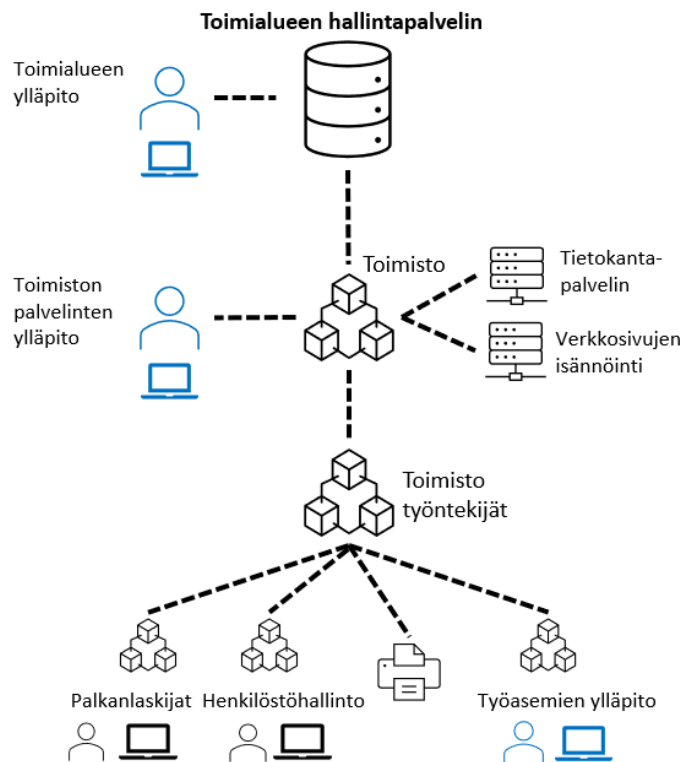 Toimialueen hallintapalvelin
Toimialueen
ylläpito
Toimisto
Tietokanta-
palvelin
Toimiston
palvelinten
ylläpito
Verkkosivujen
isännöinti
Toimisto
työntekijät
Palkanlaskijat
Henkilöstöhallinto
Työasemien ylläpito